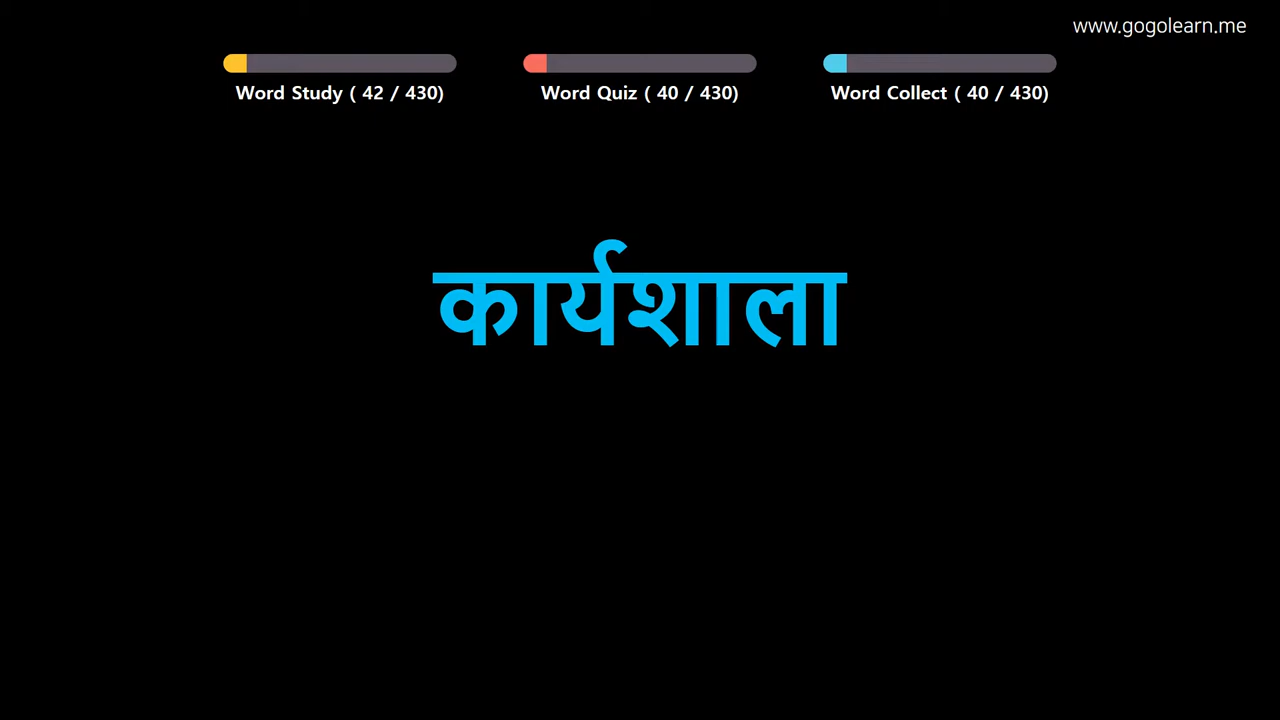 www.gogolearn.me
Word Study ( 42 / 430)
Word Quiz ( 40 / 430)
Word Collect ( 40 / 430)
कार्यशाला